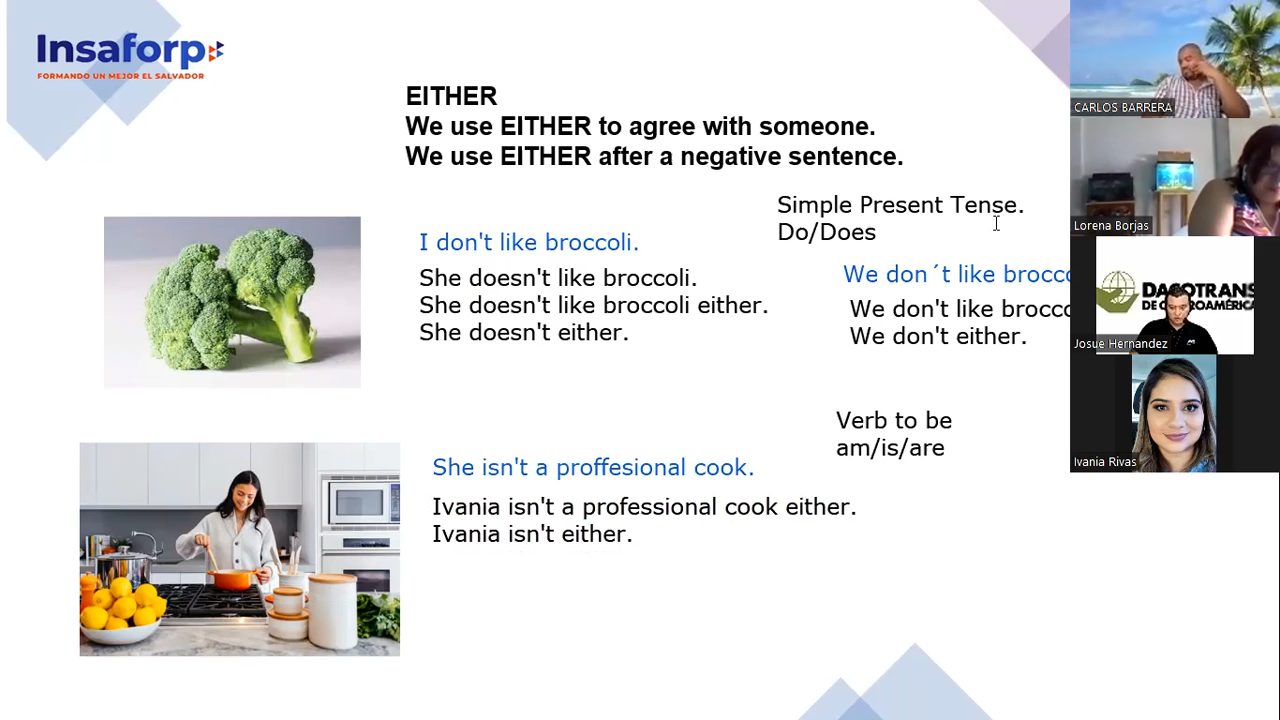 Insaforp
FORMANDO UN MEJOR EL SALVADOR
EITHER
We use EITHER to agree with someone.
We use EITHER after a negative sentence.
Simple Present Tense.
Do/Does
I don't like broccoli.
She doesn't like broccoli.
She doesn't like broccoli either.
She doesn't either.
We don´t like brocco
We don't like brocco
We don't either.
Verb to be
am/is/are
She isn't a proffesional cook.
Ivania isn't a professional cook either.
Ivania isn't either.
CARLOS BARRERA
Lorena Borjas
DE
Josue Hernandez
Ivania Rivas